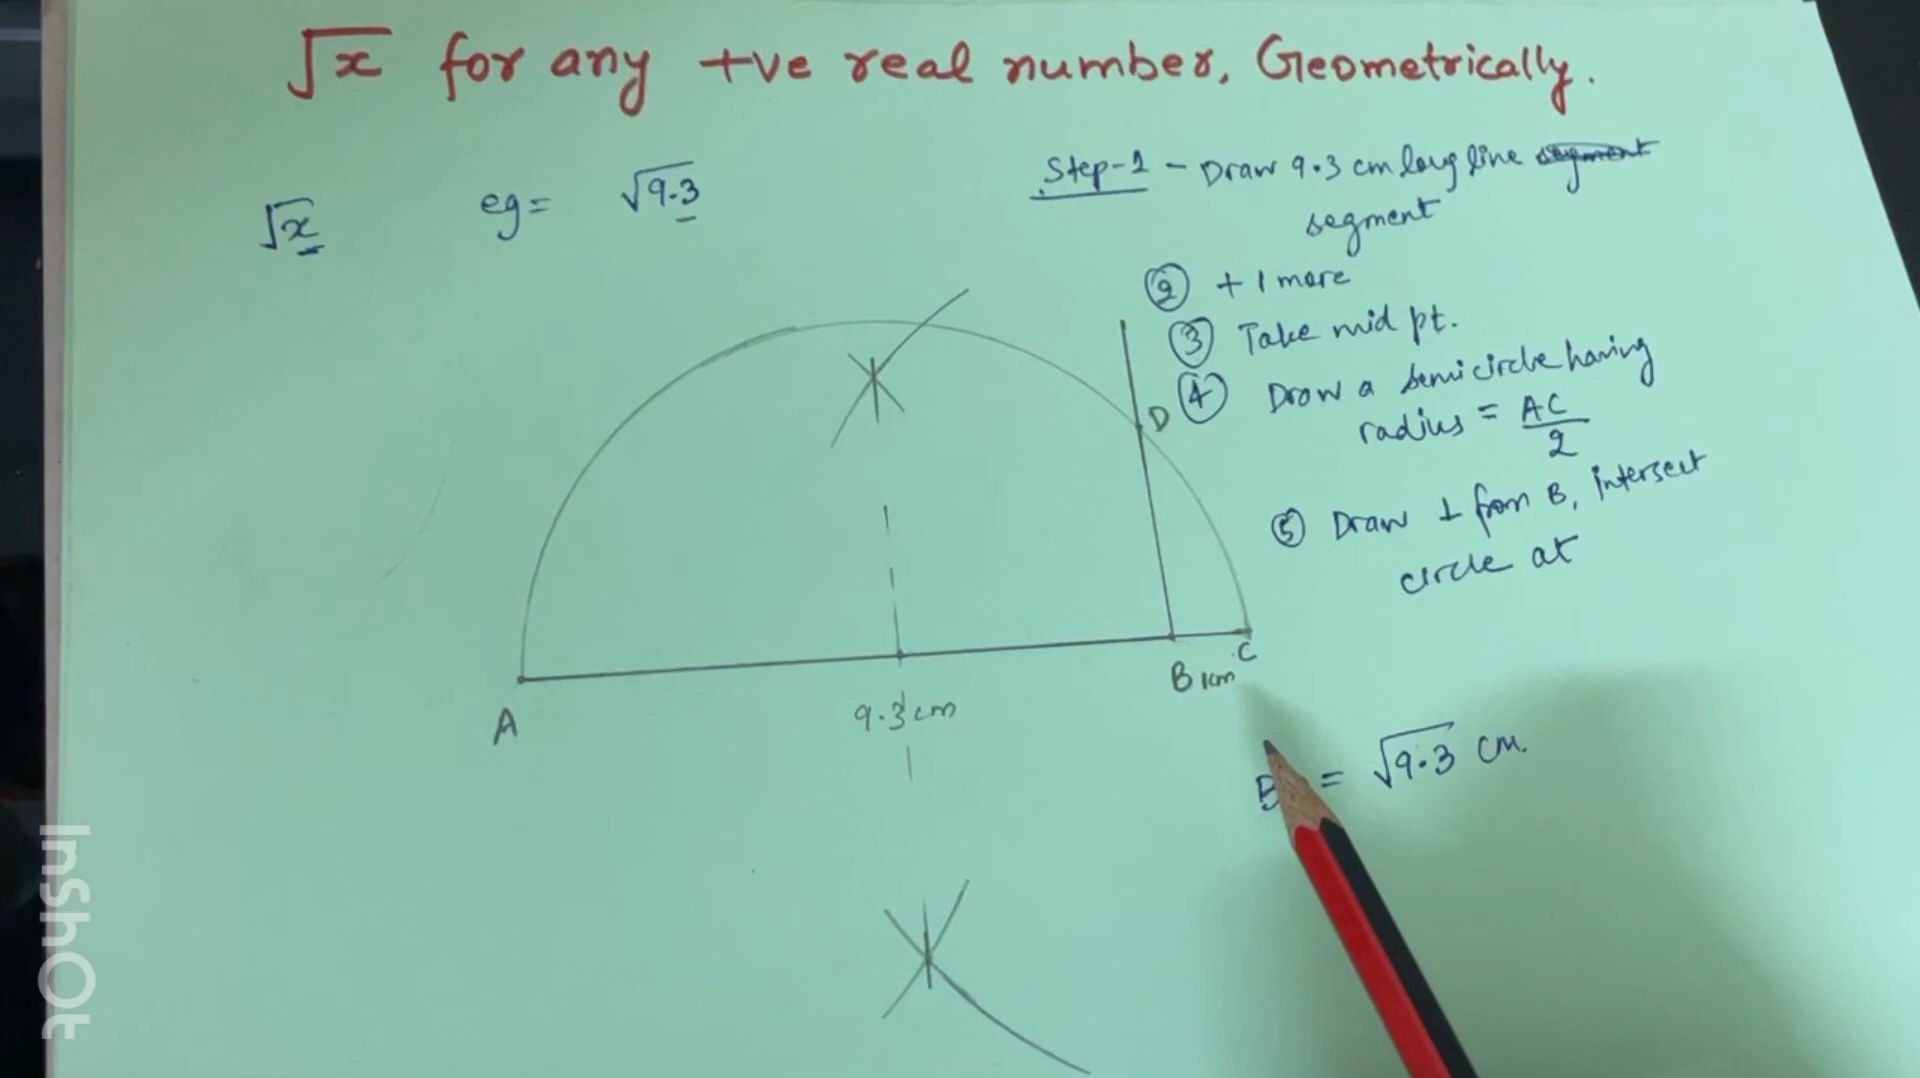 √x for any +ve real number, Geometrically.
√x eg = √9.3
Step-1 - Draw 9.3 cm long line segment
segment
② + 1 more
③ Take mid pt.
④ Draw a semicircle having
radius = AC/2
⑤ Draw ⊥ from B, intersect
circle at
D
A
9.3 cm
B 1cm C
B = √9.3 cm.
InShOt